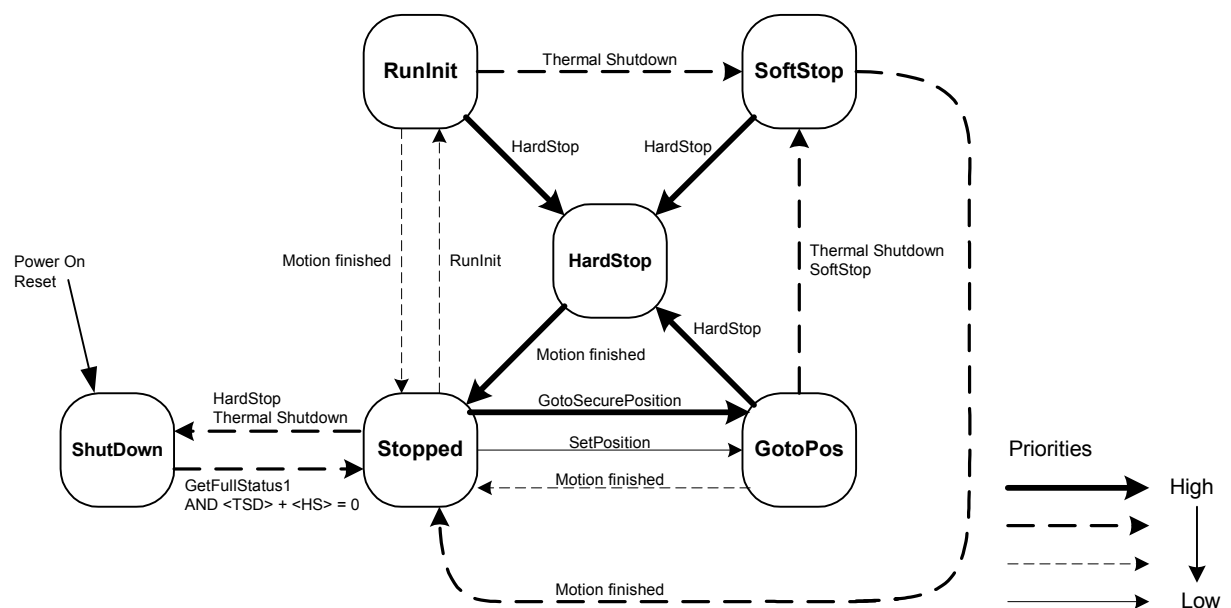 RunInit
Thermal Shutdown
SoftStop
HardStop
HardStop
HardStop
Power On
Reset
Motion finished
RunInit
Thermal Shutdown
SoftStop
HardStop
Motion finished
HardStop
Thermal Shutdown
GotoSecurePosition
ShutDown
Stopped
SetPosition
GotoPos
Motion finished
GetFullStatus1
AND <TSD> + <HS> = 0
Motion finished
Priorities
High
Low